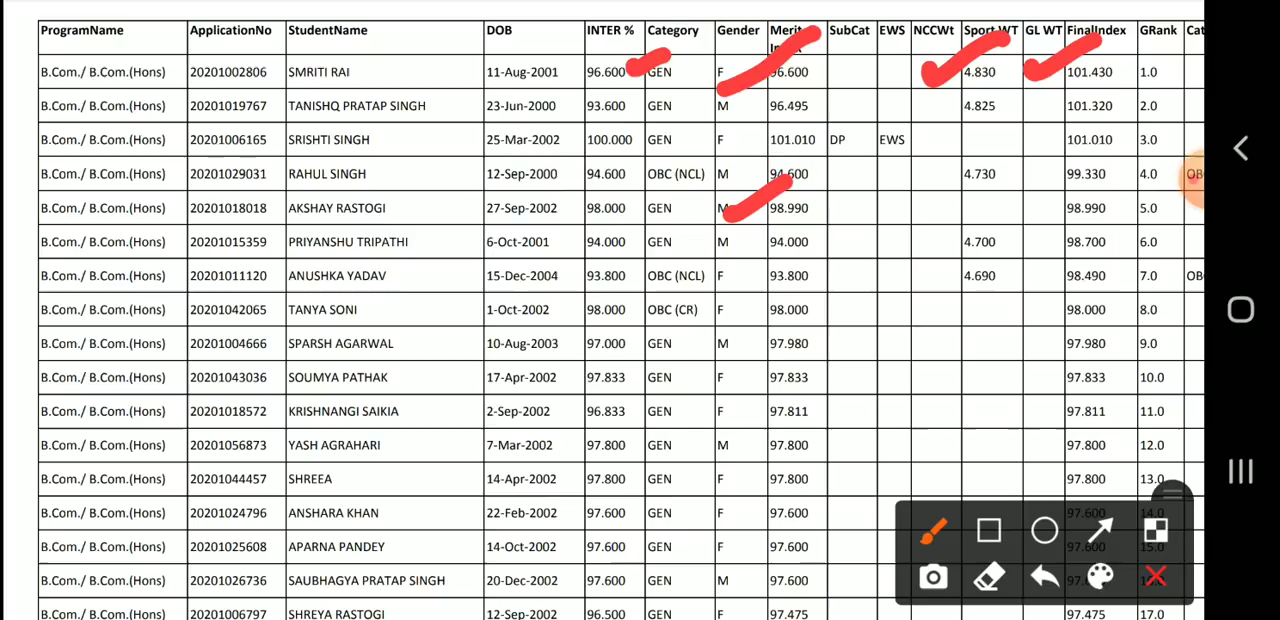 ProgramName ApplicationNo StudentName DOB INTER % Category Gender Merit SubCat EWS NCCWt Sport WT GL WT FinalIndex GRank Cat
B.Com./ B.Com.(Hons) 20201002806 SMRITI RAI 11-Aug-2001 96.600 GEN F 96.600 4.830 101.430 1.0
B.Com./ B.Com.(Hons) 20201019767 TANISHQ PRATAP SINGH 23-Jun-2000 93.600 GEN M 96.495 4.825 101.320 2.0
B.Com./ B.Com.(Hons) 20201006165 SRISHTI SINGH 25-Mar-2002 100.000 GEN F 101.010 DP EWS 101.010 3.0
B.Com./ B.Com.(Hons) 20201029031 RAHUL SINGH 12-Sep-2000 94.600 OBC (NCL) M 94.600 4.730 99.330 4.0 OB
B.Com./ B.Com.(Hons) 20201018018 AKSHAY RASTOGI 27-Sep-2002 98.000 GEN M 98.990 98.990 5.0
B.Com./ B.Com.(Hons) 20201015359 PRIYANSHU TRIPATHI 6-Oct-2001 94.000 GEN M 94.000 4.700 98.700 6.0
B.Com./ B.Com.(Hons) 20201011120 ANUSHKA YADAV 15-Dec-2004 93.800 OBC (NCL) F 93.800 4.690 98.490 7.0 OB
B.Com./ B.Com.(Hons) 20201042065 TANYA SONI 1-Oct-2002 98.000 OBC (CR) F 98.000 98.000 8.0
B.Com./ B.Com.(Hons) 20201004666 SPARSH AGARWAL 10-Aug-2003 97.000 GEN M 97.980 97.980 9.0
B.Com./ B.Com.(Hons) 20201043036 SOUMYA PATHAK 17-Apr-2002 97.833 GEN F 97.833 97.833 10.0
B.Com./ B.Com.(Hons) 20201018572 KRISHNANGI SAIKIA 2-Sep-2002 96.833 GEN F 97.811 97.811 11.0
B.Com./ B.Com.(Hons) 20201056873 YASH AGRAHARI 7-Mar-2002 97.800 GEN M 97.800 97.800 12.0
B.Com./ B.Com.(Hons) 20201044457 SHREEA 14-Apr-2002 97.800 GEN F 97.800 97.800 13.0
B.Com./ B.Com.(Hons) 20201024796 ANSHARA KHAN 22-Feb-2002 97.600 GEN F 97.600 97.600 14.0
B.Com./ B.Com.(Hons) 20201025608 APARNA PANDEY 14-Oct-2002 97.600 GEN F 97.600 97.600 15.0
B.Com./ B.Com.(Hons) 20201026736 SAUBHAGYA PRATAP SINGH 20-Dec-2002 97.600 GEN M 97.600
B.Com./ B.Com.(Hons) 20201006797 SHREYA RASTOGI 12-Sep-2002 96.500 GEN F 97.475 97.475 17.0